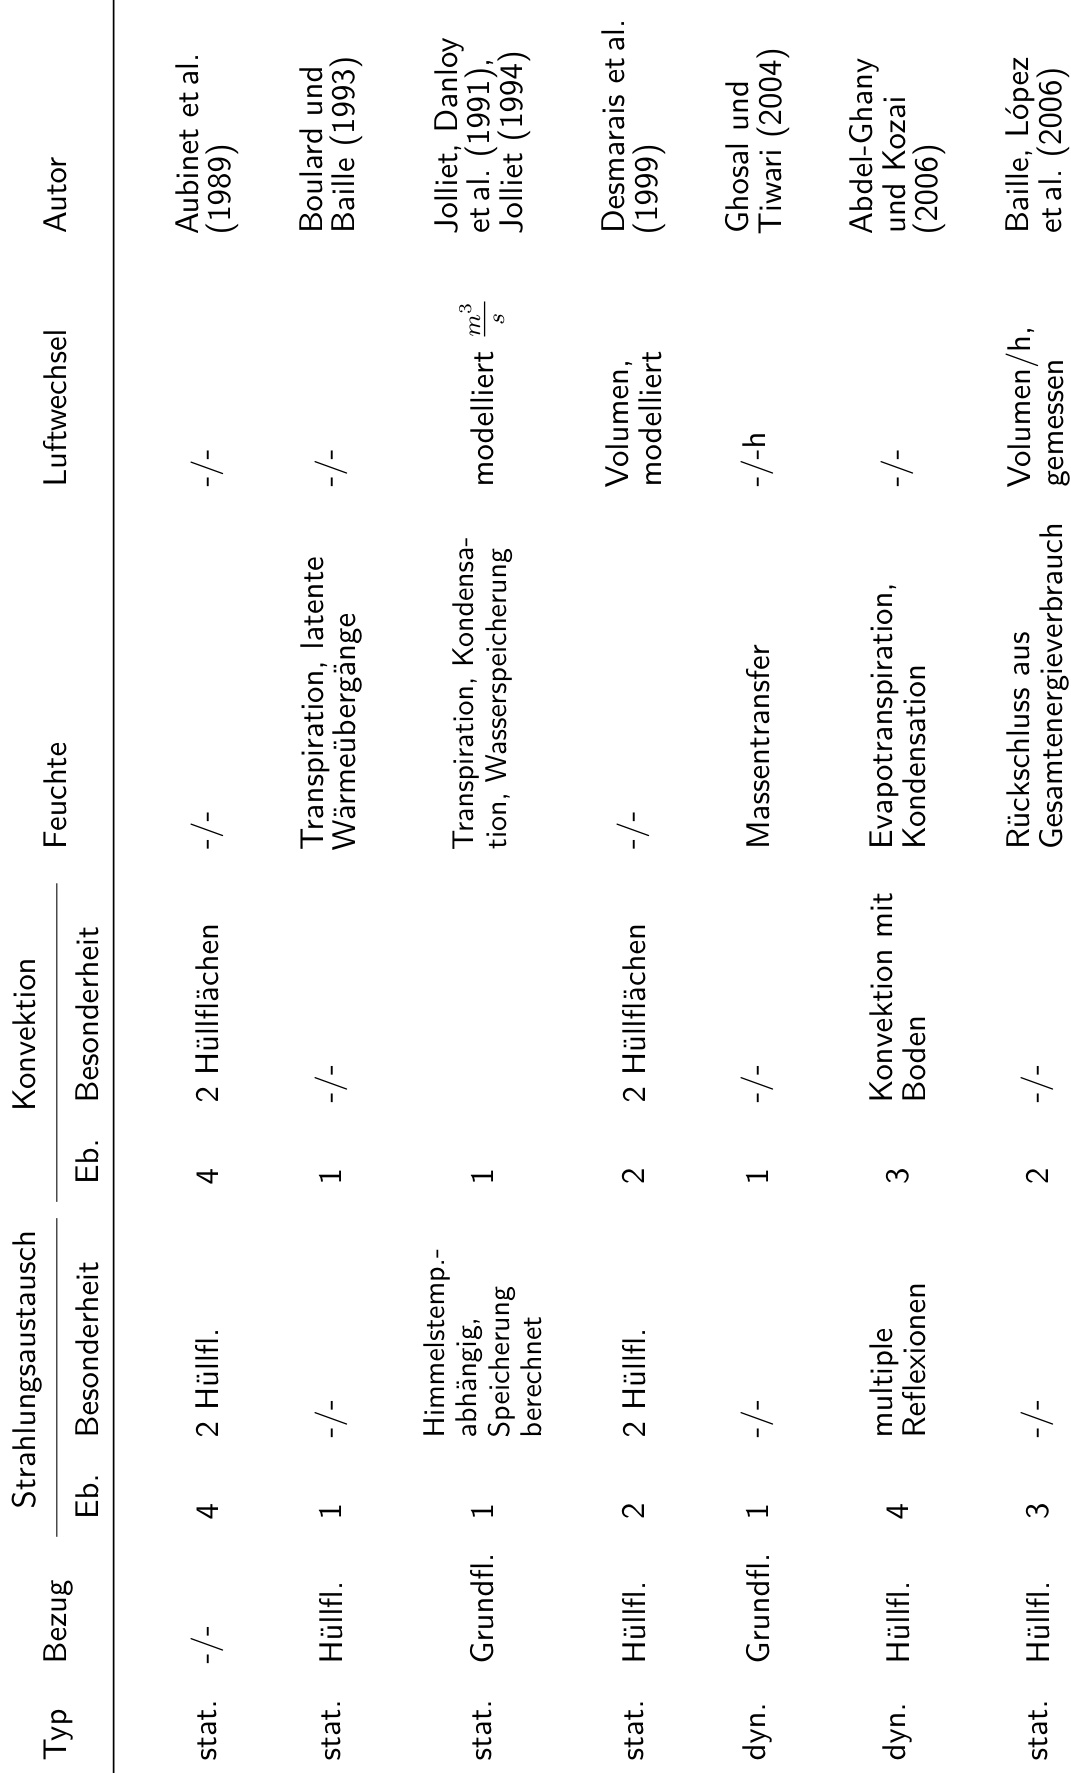 Strahlungsaustausch Konvektion
Typ Bezug Feuchte Luftwechsel Autor
Eb. Besonderheit Eb. Besonderheit
stat. -/- 4 2 Hüllfl. 4 2 Hüllflächen -/- -/- Aubinet et al.
(1989)
stat. Hüllfl. 1 -/- 1 -/- Transpiration, latente -/- Boulard und
Wärmeübergänge Baille (1993)
Himmelstemp.-
abhängig, Transpiration, Kondensa- Jolliet, Danloy
stat. Grundfl. 1 Speicherung 1 tion, Wasserspeicherung modelliert m³/s et al. (1991),
berechnet Jolliet (1994)
stat. Hüllfl. 2 2 Hüllfl. 2 2 Hüllflächen -/- Volumen, Desmarais et al.
modelliert (1999)
dyn. Grundfl. 1 -/- 1 -/- Massentransfer -/-h Ghosal und
Tiwari (2004)
multiple Konvektion mit Evapotranspiration, Abdel-Ghany
dyn. Hüllfl. 4 Reflexionen 3 Boden Kondensation -/- und Kozai
(2006)
stat. Hüllfl. 3 -/- 2 -/- Rückschluss aus Volumen/h, Baille, López
Gesamtenergieverbrauch gemessen et al. (2006)